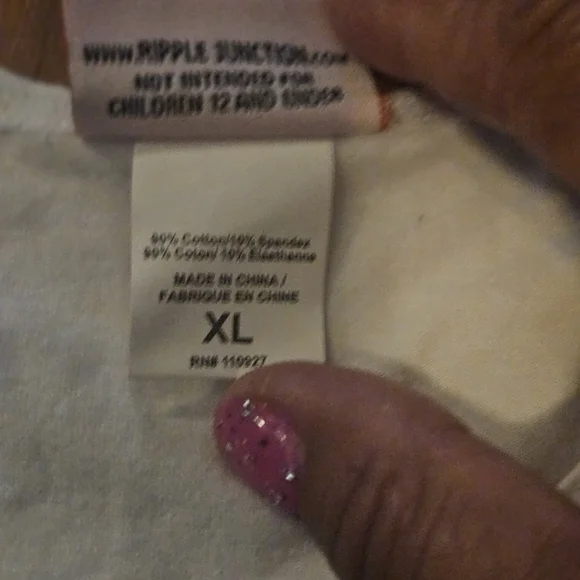 WWW.RIPPLE JUNCTION.COM
NOT INTENDED FOR
CHILDREN 12 AND UNDER
90% Cotton/10% Spandex
90% Coton/ 10% Elasthanne
MADE IN CHINA /
FABRIQUE EN CHINE
XL
RN# 110927